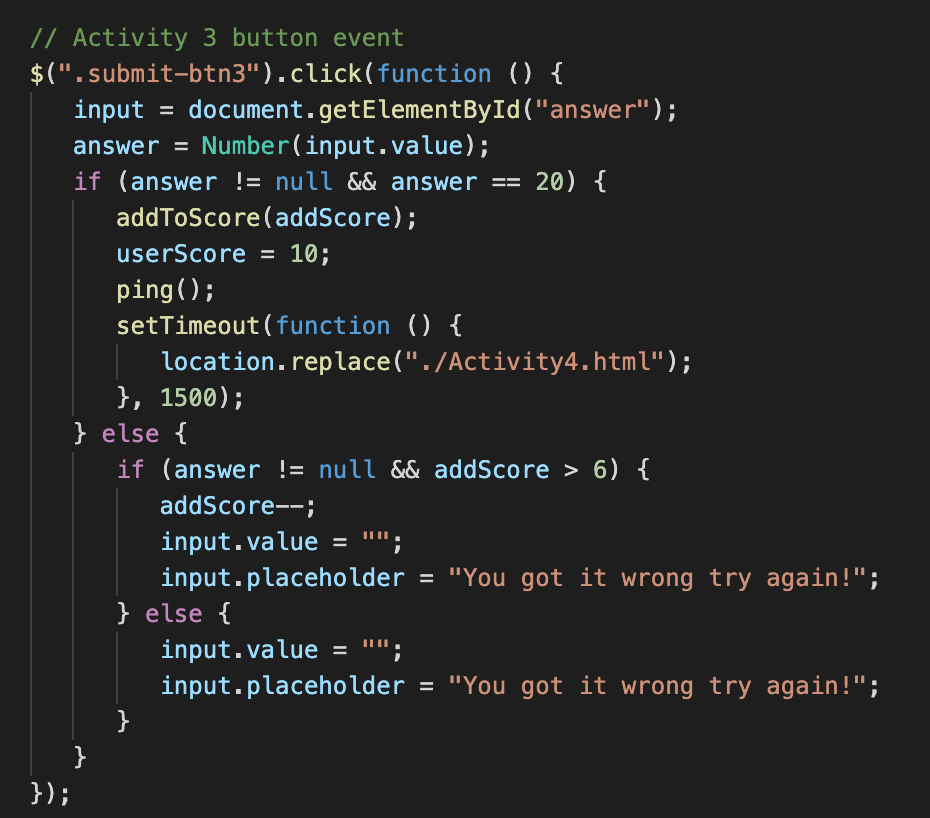 // Activity 3 button event
$(".submit-btn3").click(function () {
input = document.getElementById("answer");
answer = Number(input.value);
if (answer != null && answer == 20) {
addToScore(addScore);
userScore = 10;
ping();
setTimeout(function () {
location.replace("./Activity4.html");
}, 1500);
} else {
if (answer != null && addScore > 6) {
addScore--;
input.value = "";
input.placeholder = "You got it wrong try again!";
} else {
input.value = "";
input.placeholder = "You got it wrong try again!";
}
}
});